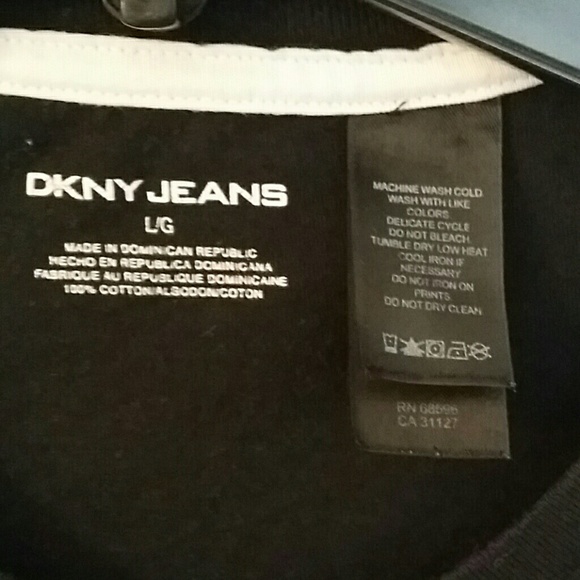 DKNY JEANS
L/G
MADE IN DOMINICAN REPUBLIC
HECHO EN REPUBLICA DOMINICANA
FABRIQUE AU REPUBLIQUE DOMINICAINE
100% COTTON/ALGODON/COTON
MACHINE WASH COLD
WASH WITH LIKE
COLORS
DELICATE CYCLE
DO NOT BLEACH
TUMBLE DRY LOW HEAT
COOL IRON IF
NECESSARY
DO NOT IRON ON
PRINTS
DO NOT DRY CLEAN
RN
CA 31127